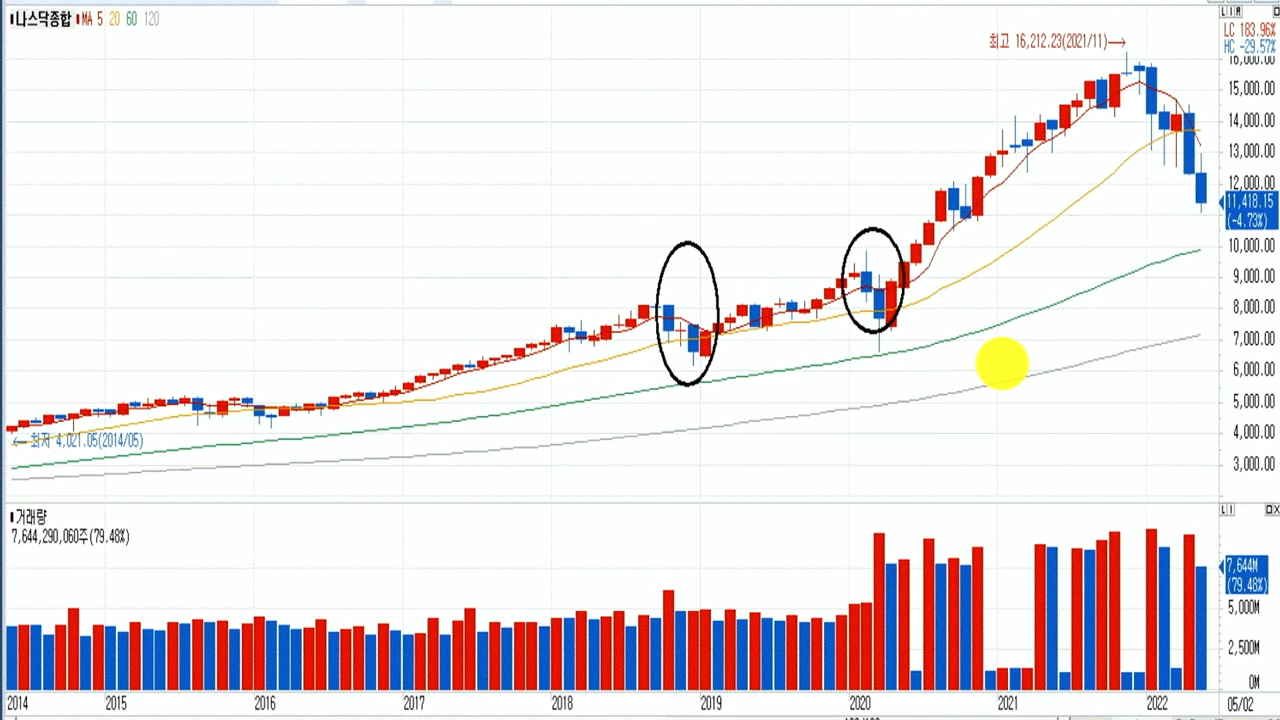 나스닥종합 MA 5 20 60 120
L I R
최고 16,212.23(2021/11)→
LC 183.96%
HC -29.57%
16,000.00
15,000.00
14,000.00
13,000.00
12,000.00
11,418.15
(-4.73%)
10,000.00
9,000.00
8,000.00
7,000.00
6,000.00
5,000.00
4,000.00
3,000.00
←최저 4,021.05(2014/05)
거래량
7,644,290,060주(79.48%)
L I
7,644M
(79.48%)
5,000M
2,500M
0M
2014 2015 2016 2017 2018 2019 2020 2021 2022 05/02